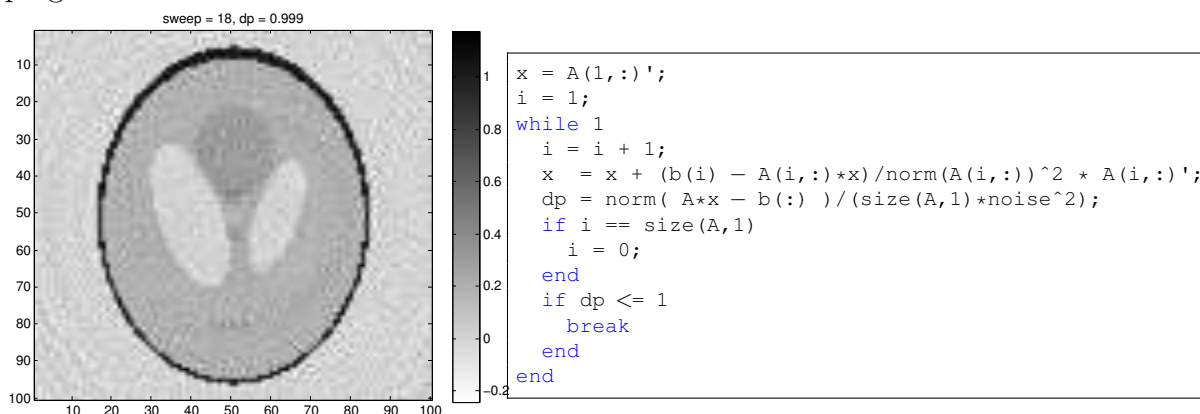 sweep = 18, dp = 0.999
10
20
30
40
50
60
70
80
90
100
10 20 30 40 50 60 70 80 90 100
1
0.8
0.6
0.4
0.2
0
−0.2
x = A(1,:)';
i = 1;
while 1
i = i + 1;
x = x + (b(i) − A(i,:)*x)/norm(A(i,:))^2 * A(i,:)';
dp = norm( A*x − b(:) )/(size(A,1)*noise^2);
if i == size(A,1)
i = 0;
end
if dp <= 1
break
end
end